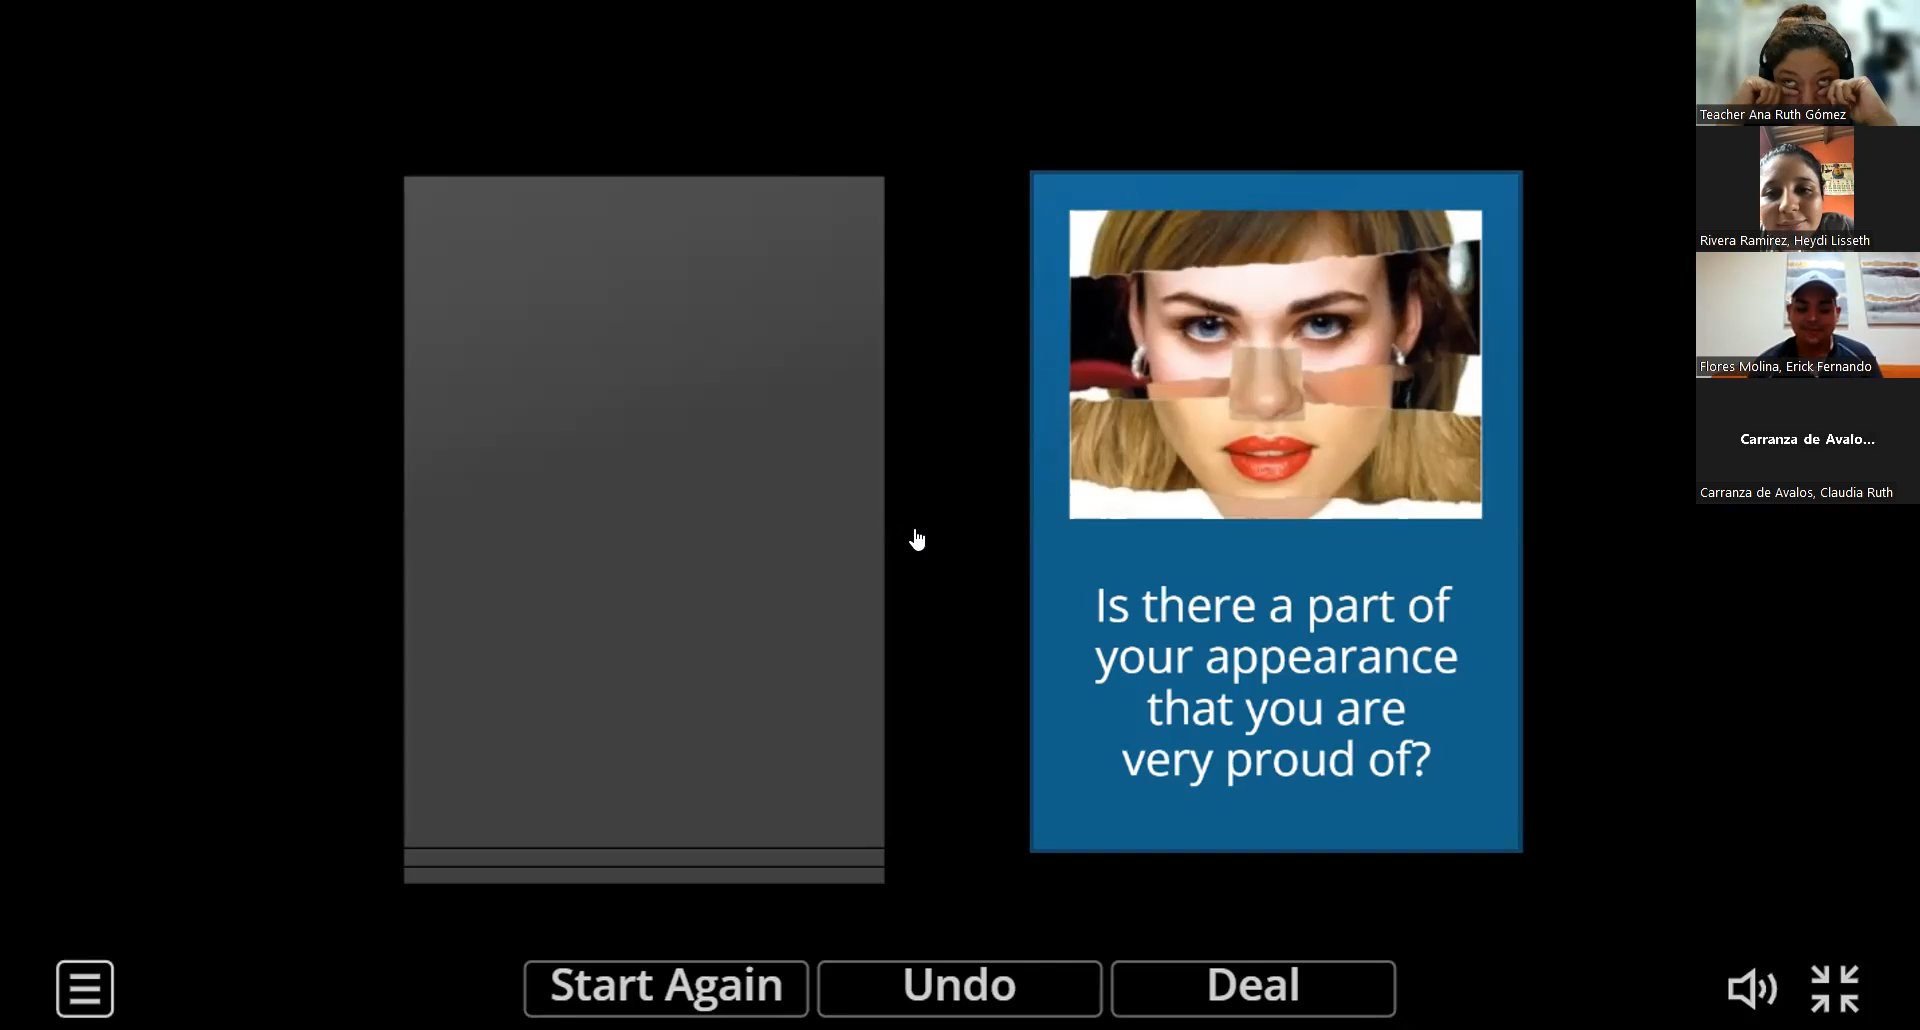 Is there a part of
your appearance
that you are
very proud of?
Start Again
Undo
Deal
Teacher Ana Ruth Gómez
Rivera Ramirez, Heydi Lisseth
Flores Molina, Erick Fernando
Carranza de Avalo...
Carranza de Avalos, Claudia Ruth